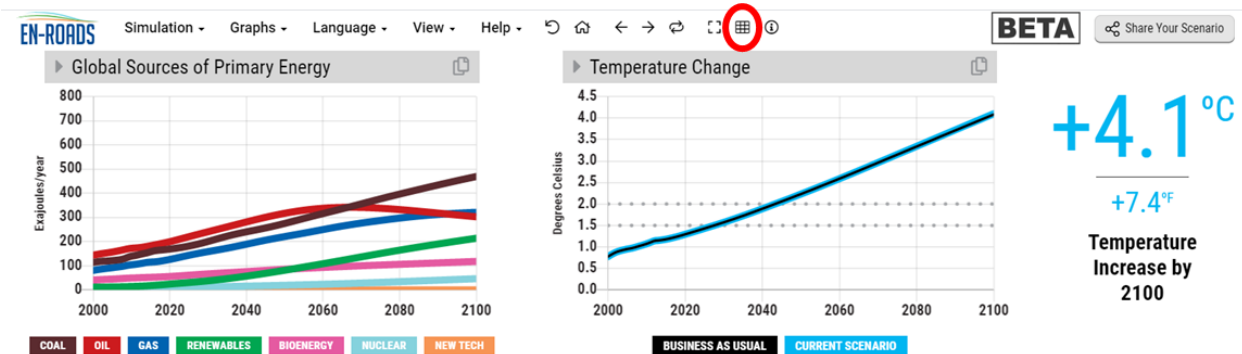 EN-ROADS
Simulation Graphs Language View Help
BETA
Share Your Scenario
Global Sources of Primary Energy
Exajoules/year
800
700
600
500
400
300
200
100
0
2000 2020 2040 2060 2080 2100
COAL OIL GAS RENEWABLES BIOENERGY NUCLEAR NEW TECH
Temperature Change
Degrees Celsius
4.5
4.0
3.5
3.0
2.5
2.0
1.5
1.0
0.5
0.0
2000 2020 2040 2060 2080 2100
BUSINESS AS USUAL CURRENT SCENARIO
+4.1 ºC
+7.4°F
Temperature
Increase by
2100